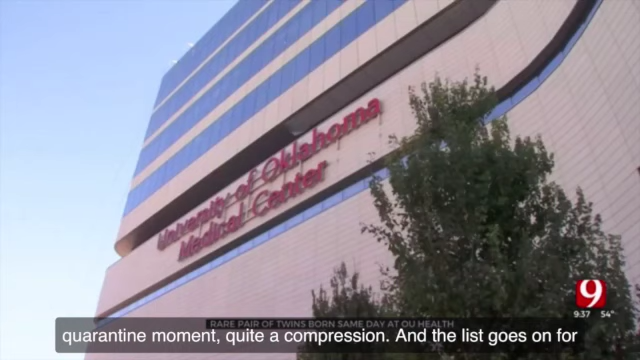 University of Oklahoma
Medical Center
9
9:37 54°
RARE PAIR OF TWINS BORN SAME DAY AT OU HEALTH
quarantine moment, quite a compression. And the list goes on for